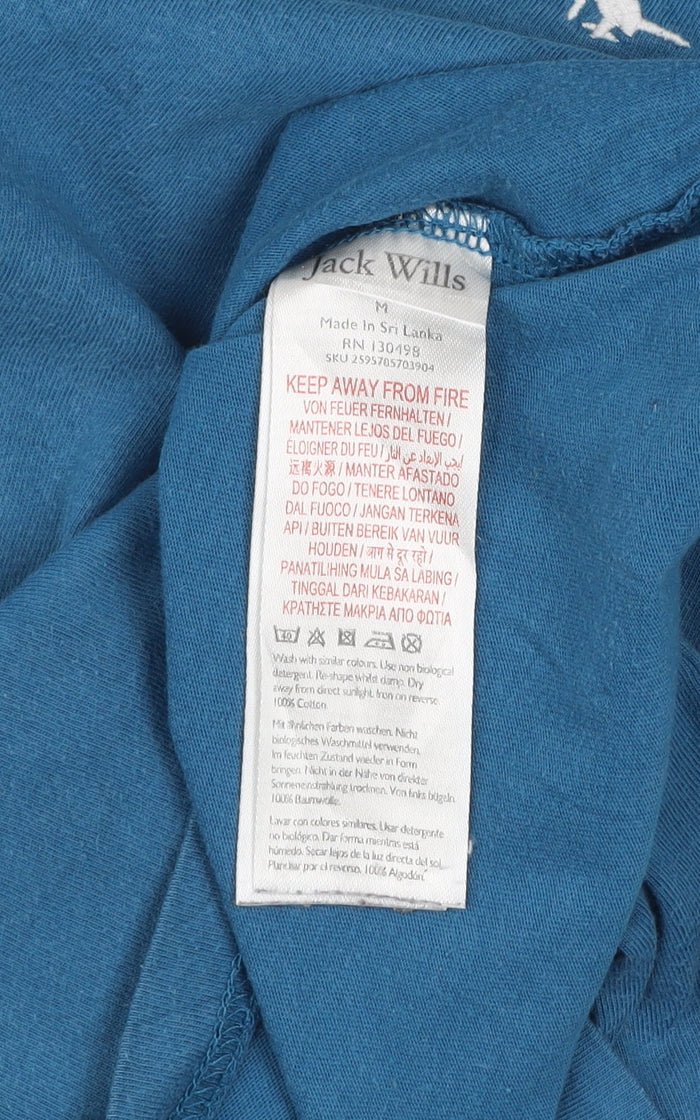 Jack Wills
M
Made In Sri Lanka
RN 130498
SKU 2595705703904
KEEP AWAY FROM FIRE
VON FEUER FERNHALTEN /
MANTENER LEJOS DEL FUEGO /
ÉLOIGNER DU FEU / يجب الإبعاد عن النار /
远离火源 / MANTER AFASTADO
DO FOGO / TENERE LONTANO
DAL FUOCO / JANGAN TERKENA
API / BUITEN BEREIK VAN VUUR
HOUDEN / आग से दूर रहो /
PANATILIHING MULA SA LABING /
TINGGAL DARI KEBAKARAN /
ΚΡΑΤΗΣΤΕ ΜΑΚΡΙΑ ΑΠΟ ΦΩΤΙΑ
Wash with similar colours. Use non biological
detergent. Re-shape whilst damp. Dry
away from direct sunlight. Iron on reverse.
100% Cotton
Mit ähnlichen Farben waschen. Nicht
biologisches Waschmittel verwenden.
Im feuchten Zustand wieder in Form
bringen. Nicht in der Nähe von direkter
Sonneneinstrahlung trocknen. Von links bügeln.
100% Baumwolle.
Lavar con colores similares. Usar detergente
no biológico. Dar forma mientras está
húmedo. Secar lejos de la luz directa del sol.
Planchar por el reverso. 100% Algodón.